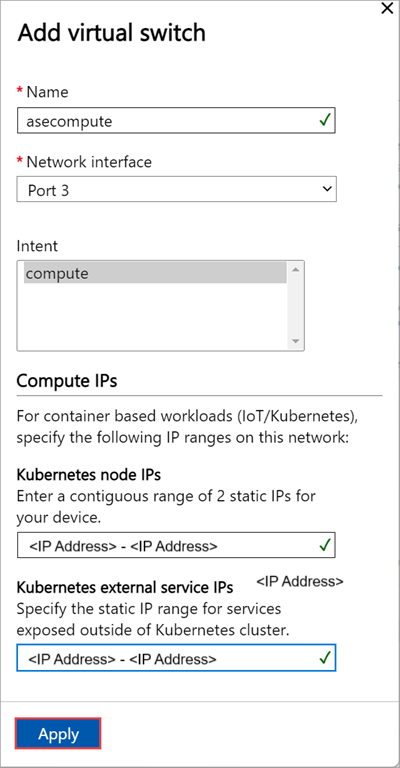 Add virtual switch
* Name
asecompute
* Network interface
Port 3
Intent
compute
Compute IPs
For container based workloads (IoT/Kubernetes),
specify the following IP ranges on this network:
Kubernetes node IPs
Enter a contiguous range of 2 static IPs for
your device.
<IP Address> - <IP Address>
Kubernetes external service IPs <IP Address>
Specify the static IP range for services
exposed outside of Kubernetes cluster.
<IP Address> - <IP Address>
Apply